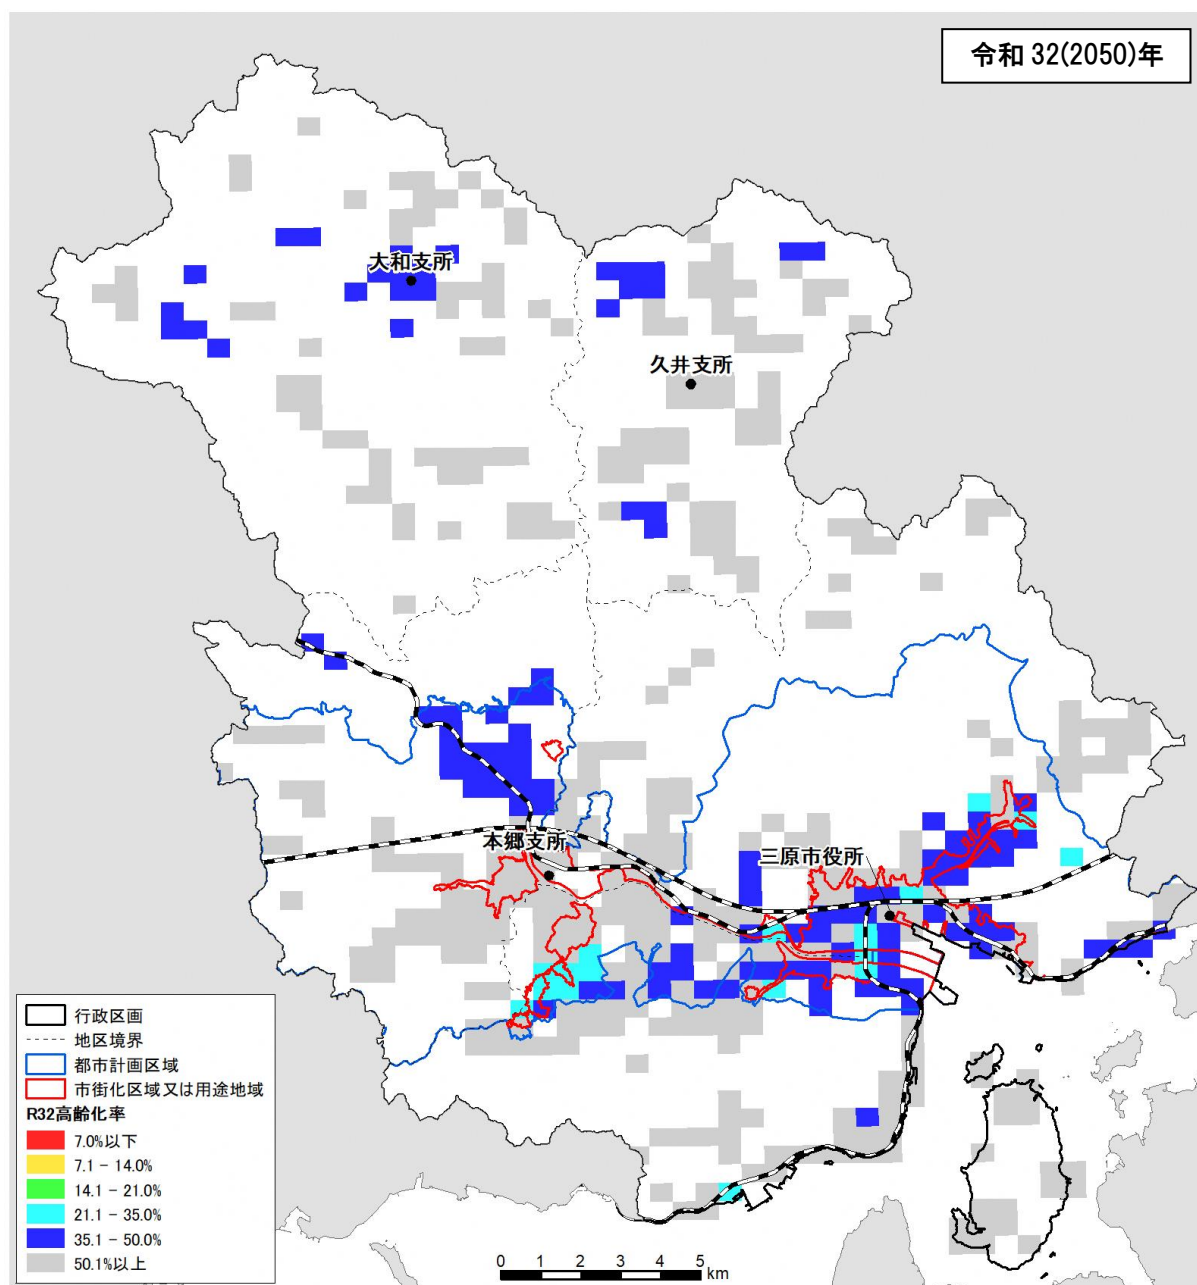 令和 32(2050)年
大和支所
久井支所
本郷支所
三原市役所
行政区画
地区境界
都市計画区域
市街化区域又は用途地域
R32高齢化率
7.0%以下
7.1 - 14.0%
14.1 - 21.0%
21.1 - 35.0%
35.1 - 50.0%
50.1%以上
0 1 2 3 4 5
km